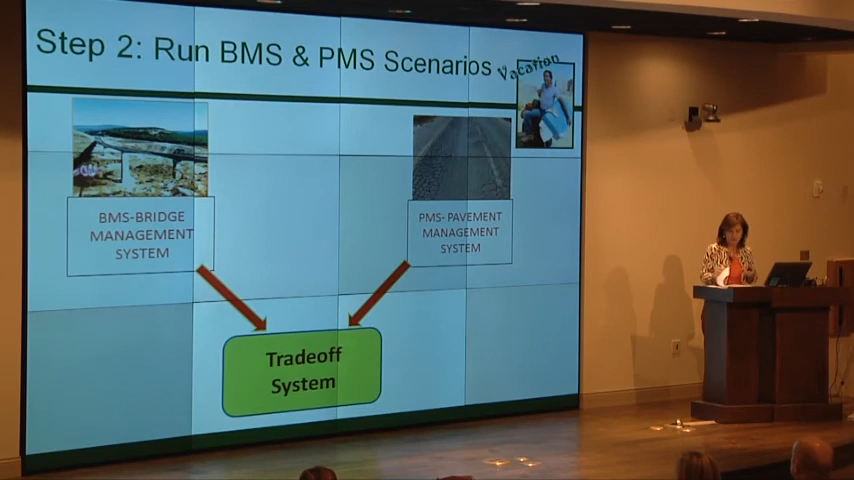 Step 2: Run BMS & PMS Scenarios
Vacation
BMS-BRIDGE
MANAGEMENT
SYSTEM
PMS- PAVEMENT
MANAGEMENT
SYSTEM
Tradeoff
System